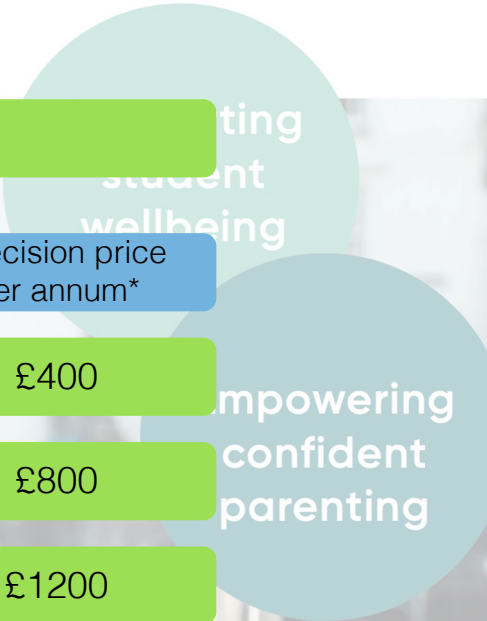 ting
student
wellbeing
ecision price
er annum*
£400
mpowering
£800
confident
parenting
£1200